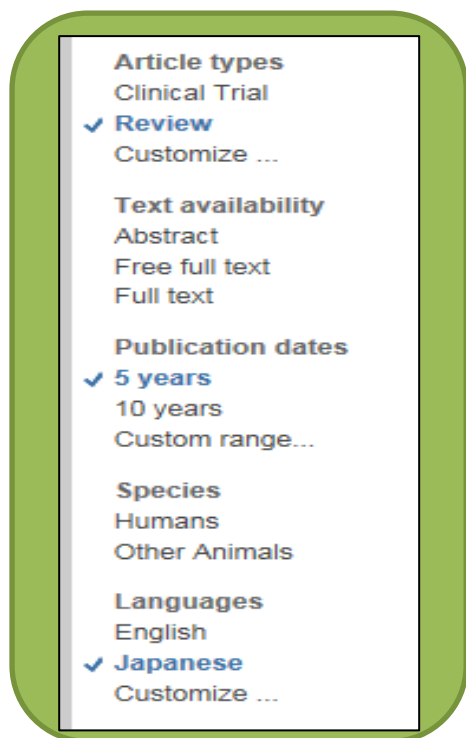 Article types
Clinical Trial
✓ Review
Customize ...
Text availability
Abstract
Free full text
Full text
Publication dates
✓ 5 years
10 years
Custom range...
Species
Humans
Other Animals
Languages
English
✓ Japanese
Customize ...